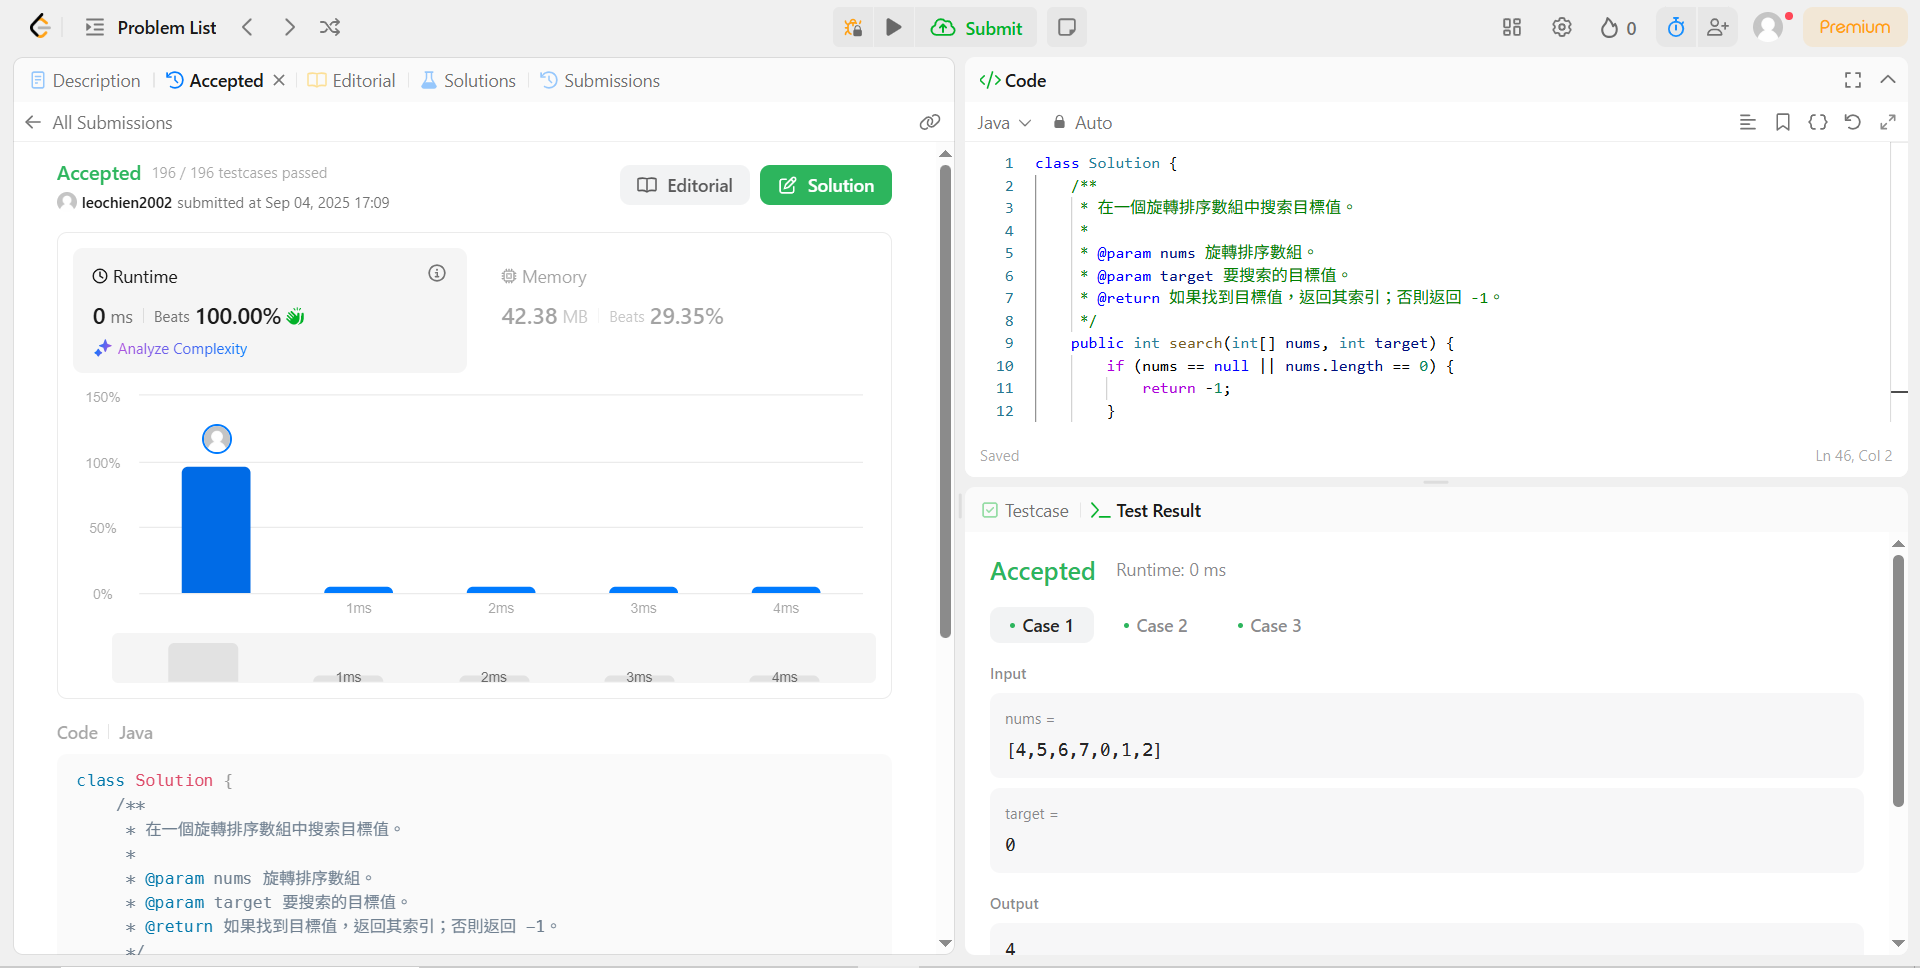 Problem List
Submit
0
Premium
Description
Accepted
Editorial
Solutions
Submissions
All Submissions
Accepted 196 / 196 testcases passed
leochien2002 submitted at Sep 04, 2025 17:09
Editorial
Solution
Runtime
0 ms Beats 100.00%
Analyze Complexity
Memory
42.38 MB Beats 29.35%
150%
100%
50%
0%
1ms 2ms 3ms 4ms
1ms 2ms 3ms 4ms
Code Java
class Solution {
/**
* 在一個旋轉排序數組中搜索目標值。
*
* @param nums 旋轉排序數組。
* @param target 要搜索的目標值。
* @return 如果找到目標值，返回其索引；否則返回 -1。
*/
</> Code
Java Auto
1 class Solution {
2 /**
3 * 在一個旋轉排序數組中搜索目標值。
4 *
5 * @param nums 旋轉排序數組。
6 * @param target 要搜索的目標值。
7 * @return 如果找到目標值，返回其索引；否則返回 -1。
8 */
9 public int search(int[] nums, int target) {
10 if (nums == null || nums.length == 0) {
11 return -1;
12 }
Saved Ln 46, Col 2
Testcase
Test Result
Accepted Runtime: 0 ms
• Case 1 • Case 2 • Case 3
Input
nums =
[4,5,6,7,0,1,2]
target =
0
Output
4